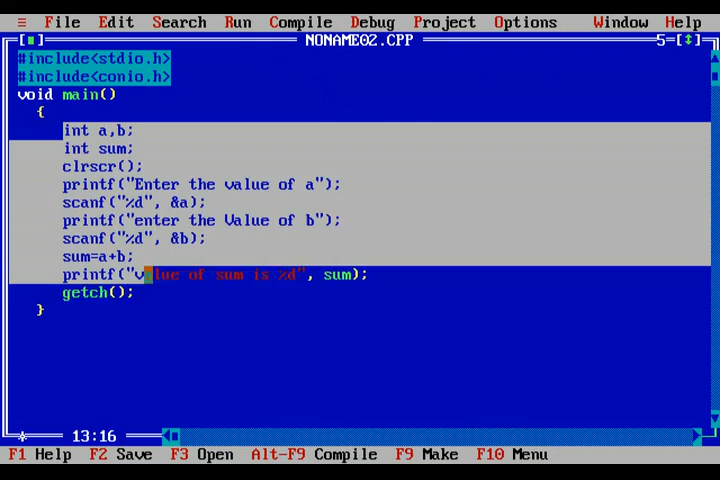 ≡ File Edit Search Run Compile Debug Project Options Window Help
[■] NONAME02.CPP 5=[↕]
#include<stdio.h>
#include<conio.h>
void main()
{
int a,b;
int sum;
clrscr();
printf("Enter the value of a");
scanf("%d", &a);
printf("enter the Value of b");
scanf("%d", &b);
sum=a+b;
printf("value of sum is %d", sum);
getch();
}
13:16
F1 Help F2 Save F3 Open Alt-F9 Compile F9 Make F10 Menu